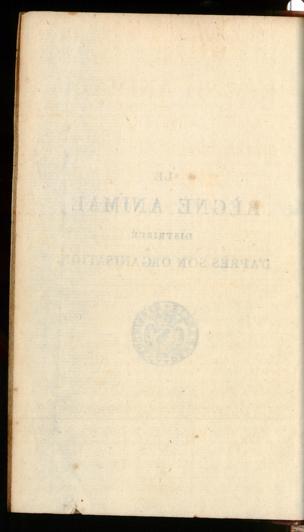 LE
RÈGNE ANIMAL
DISTRIBUÉ
D'APRÈS SON ORGANISATION